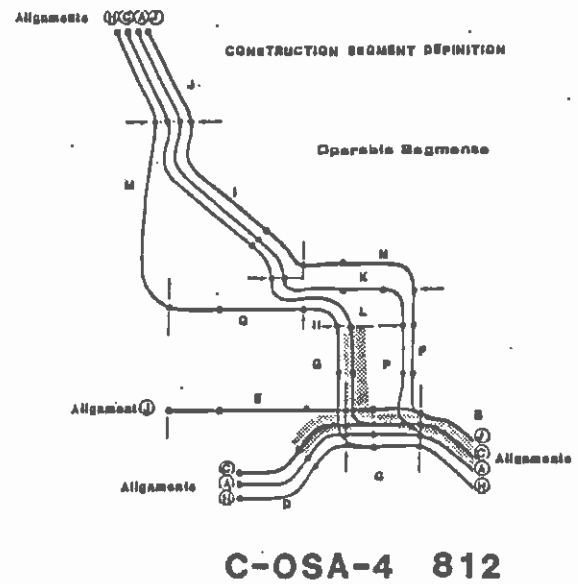 Alignments Ⓗ Ⓒ Ⓐ Ⓙ
CONSTRUCTION SEGMENT DEFINITION
J
Operable Segments
M
I
M
K
L
Q
H
G
P
F
E
Alignment Ⓘ
B
Ⓙ
Ⓒ
Ⓒ Alignments
Alignments Ⓐ
Ⓐ
Ⓗ
Ⓗ
D
C-OSA-4 812